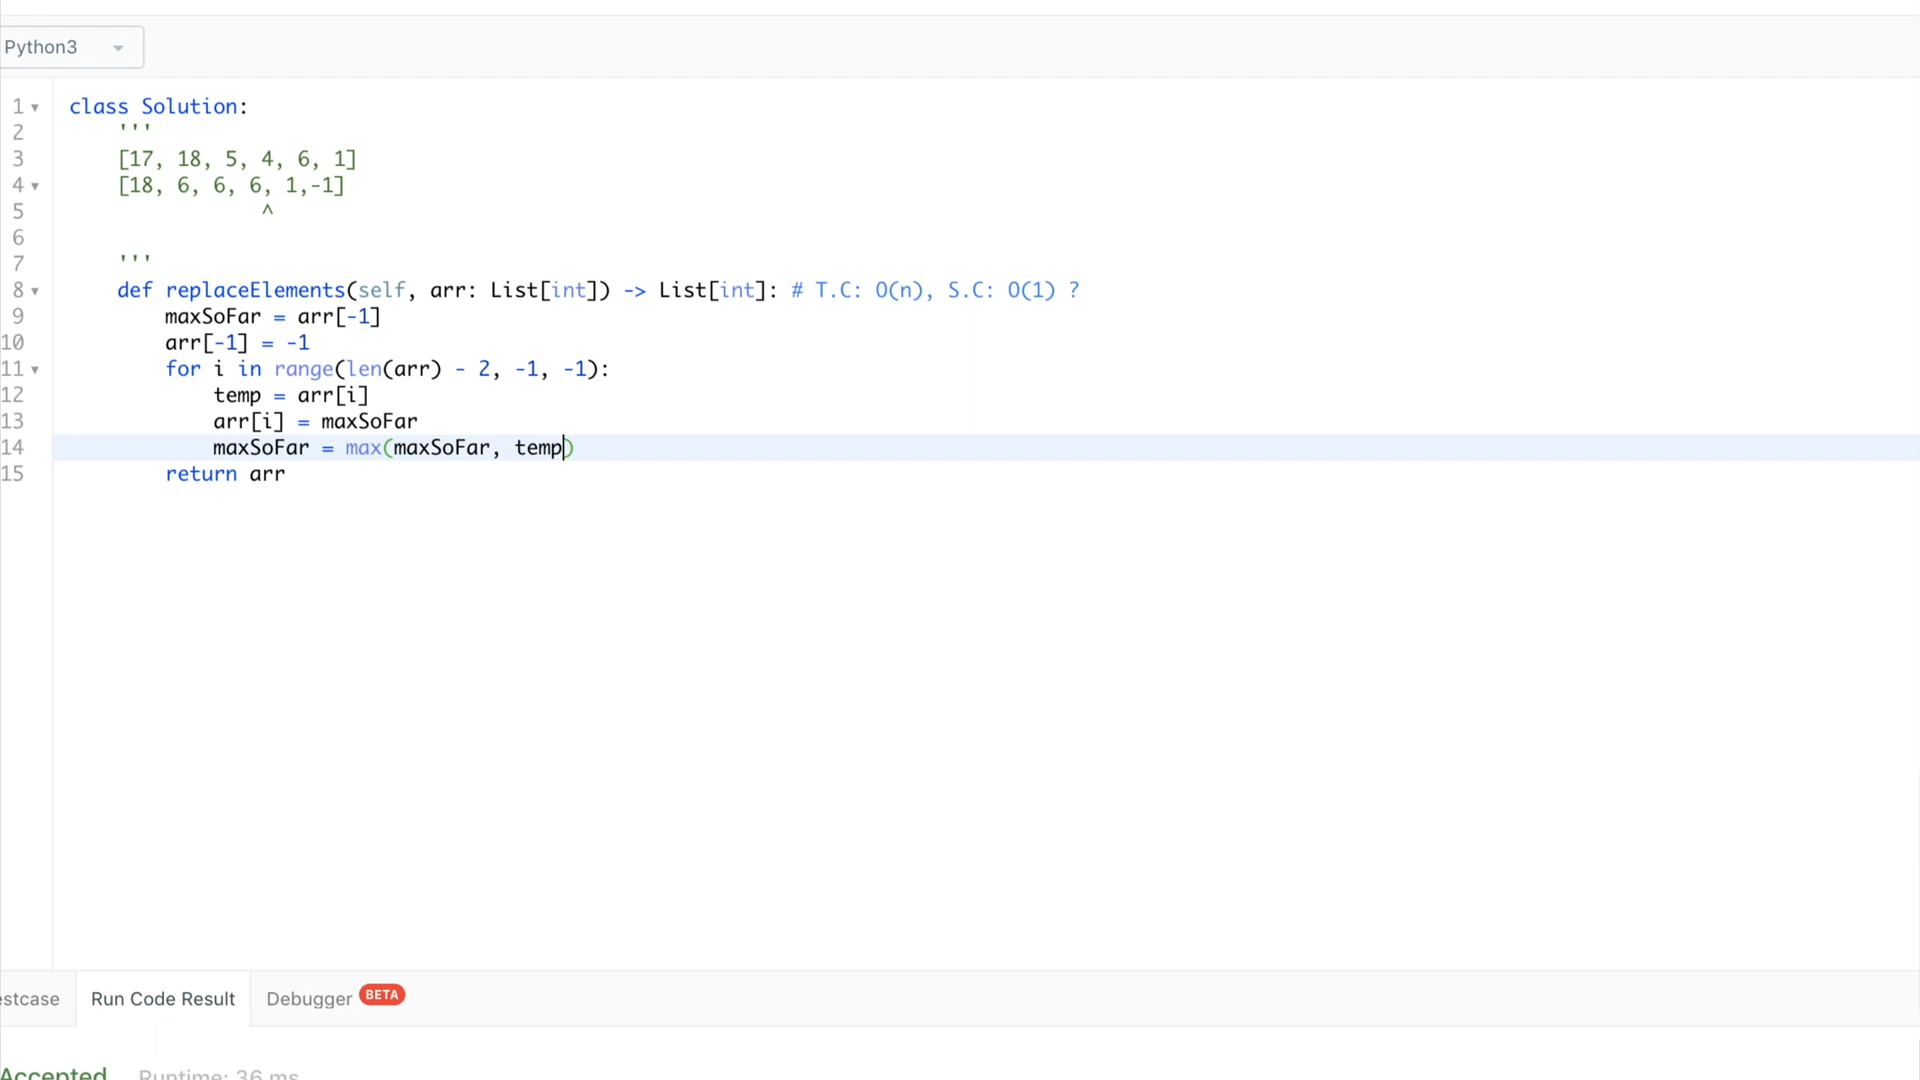 Python3
1 class Solution:
2 '''
3 [17, 18, 5, 4, 6, 1]
4 [18, 6, 6, 6, 1,-1]
5 ^
6
7 '''
8 def replaceElements(self, arr: List[int]) -> List[int]: # T.C: O(n), S.C: O(1) ?
9 maxSoFar = arr[-1]
10 arr[-1] = -1
11 for i in range(len(arr) - 2, -1, -1):
12 temp = arr[i]
13 arr[i] = maxSoFar
14 maxSoFar = max(maxSoFar, temp)
15 return arr
estcase Run Code Result Debugger BETA
Accepted Runtime: 36 ms